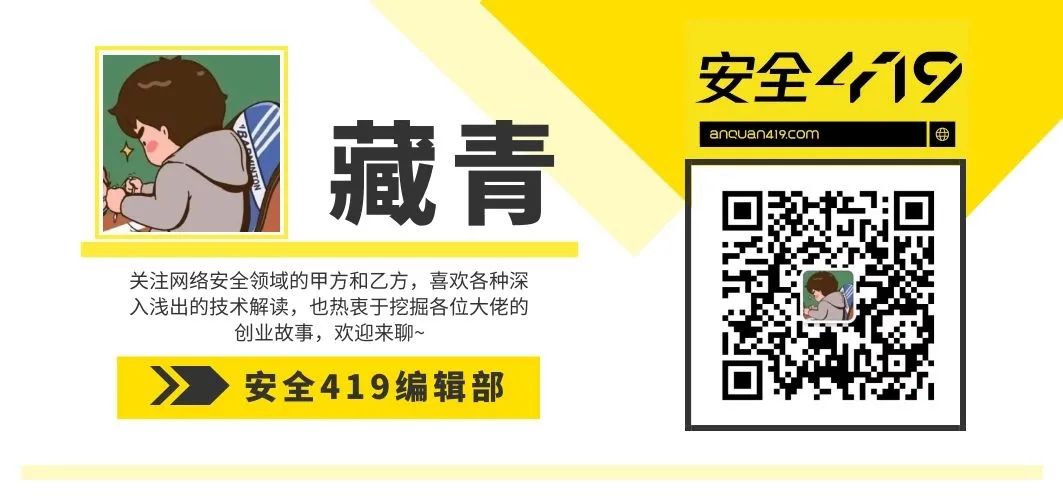 安全419
anquan419.com
BADMINTON
藏青
关注网络安全领域的甲方和乙方，喜欢各种深
入浅出的技术解读，也热衷于挖掘各位大佬的
创业故事，欢迎来聊~
安全419编辑部